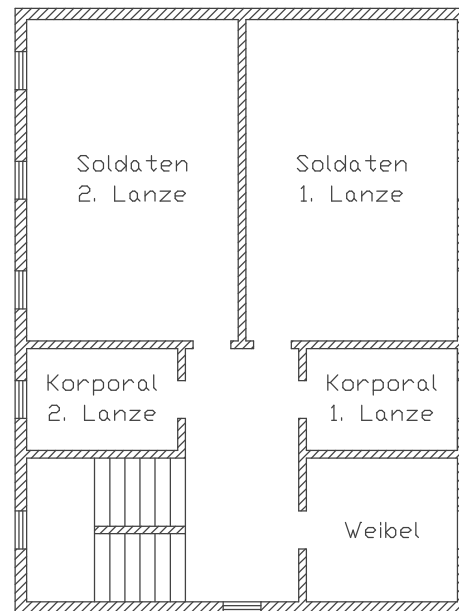 Soldaten
2. Lanze
Soldaten
1. Lanze
Korporal
2. Lanze
Korporal
1. Lanze
Weibel